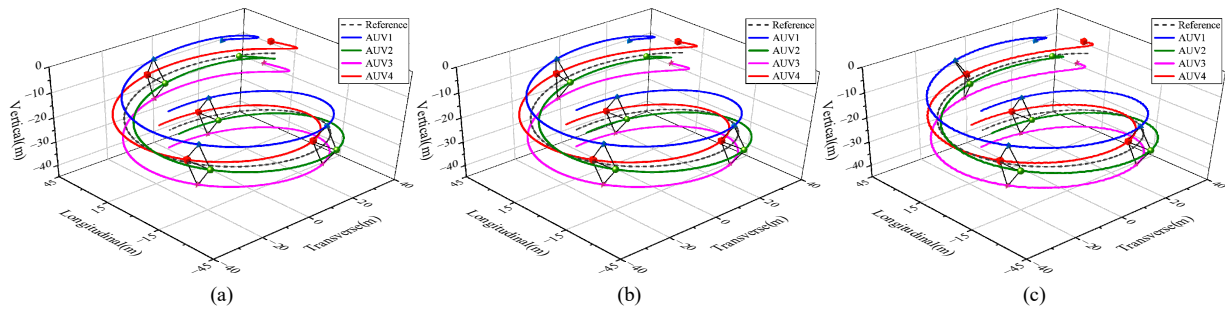 Reference
AUV1
AUV2
AUV3
AUV4
0
−10
−20
−30
−40
Vertical(m)
45
15
−15
−45
Longitudinal(m)
−40
−20
0
20
40
Transverse(m)
(a)
Reference
AUV1
AUV2
AUV3
AUV4
0
−10
−20
−30
−40
Vertical(m)
45
15
−15
−45
Longitudinal(m)
−40
−20
0
20
40
Transverse(m)
(b)
Reference
AUV1
AUV2
AUV3
AUV4
0
−10
−20
−30
−40
Vertical(m)
45
15
−15
−45
Longitudinal(m)
−40
−20
0
20
40
Transverse(m)
(c)